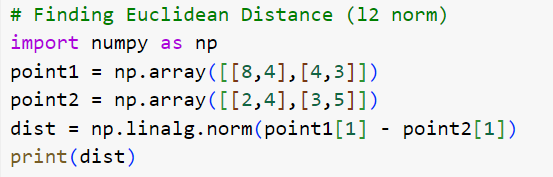 # Finding Euclidean Distance (l2 norm)
import numpy as np
point1 = np.array([[8,4],[4,3]])
point2 = np.array([[2,4],[3,5]])
dist = np.linalg.norm(point1[1] - point2[1])
print(dist)